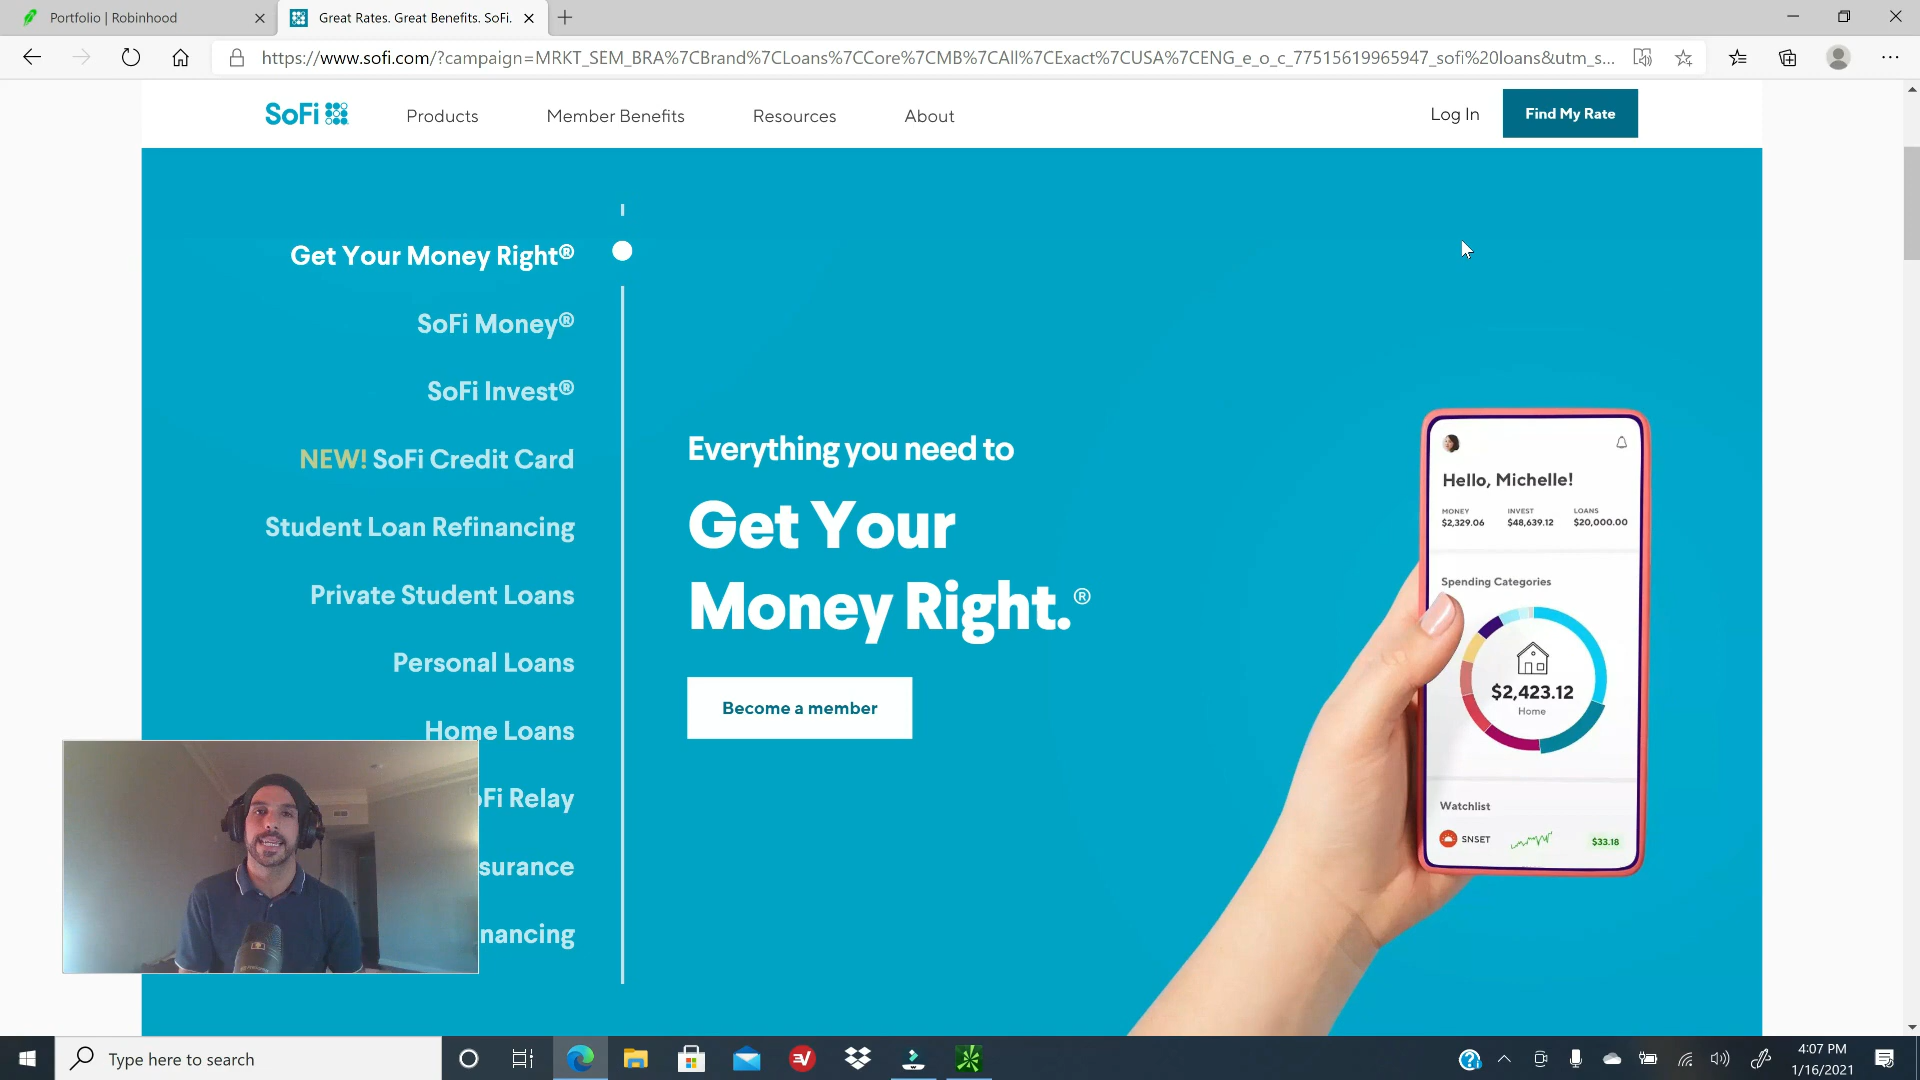 Portfolio | Robinhood
Great Rates. Great Benefits. SoFi.
https://www.sofi.com/?campaign=MRKT_SEM_BRA%7CBrand%7CLoans%7CCore%7CMB%7CAll%7CExact%7CUSA%7CENG_e_o_c_77515619965947_sofi%20loans&utm_s...
SoFi
Products
Member Benefits
Resources
About
Log In
Find My Rate
Get Your Money Right®
SoFi Money®
SoFi Invest®
NEW! SoFi Credit Card
Student Loan Refinancing
Private Student Loans
Personal Loans
Home Loans
Fi Relay
surance
nancing
Everything you need to
Get Your
Money Right.®
Become a member
Hello, Michelle!
MONEY INVEST LOANS
$2,329.06 $48,639.12 $20,000.00
Spending Categories
$2,423.12
Home
Watchlist
SNSET $33.18
Type here to search
4:07 PM
1/16/2021